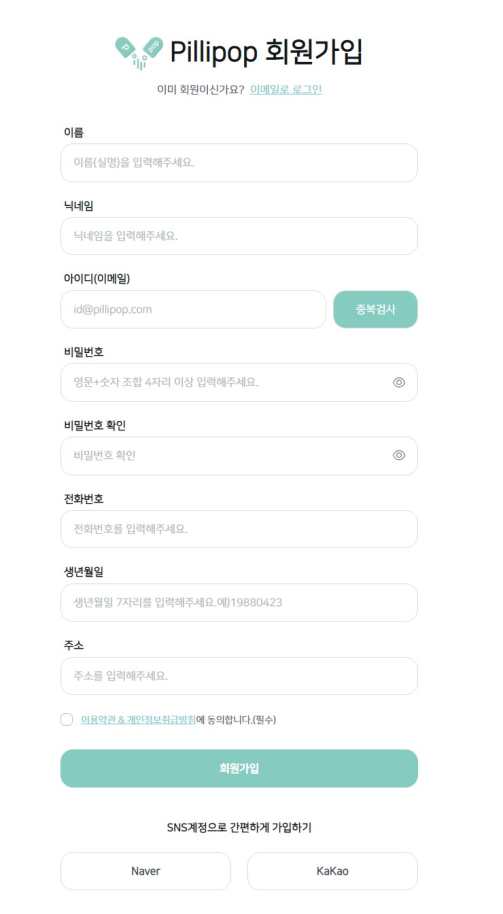 P pop Pillipop 회원가입
이미 회원이신가요? 이메일로 로그인
이름
이름(실명)을 입력해주세요.
닉네임
닉네임을 입력해주세요.
아이디(이메일)
id@pillipop.com 중복검사
비밀번호
영문+숫자 조합 4자리 이상 입력해주세요.
비밀번호 확인
비밀번호 확인
전화번호
전화번호를 입력해주세요.
생년월일
생년월일 7자리를 입력해주세요.예)19880423
주소
주소를 입력해주세요.
이용약관 & 개인정보취급방침에 동의합니다.(필수)
회원가입
SNS계정으로 간편하게 가입하기
Naver KaKao